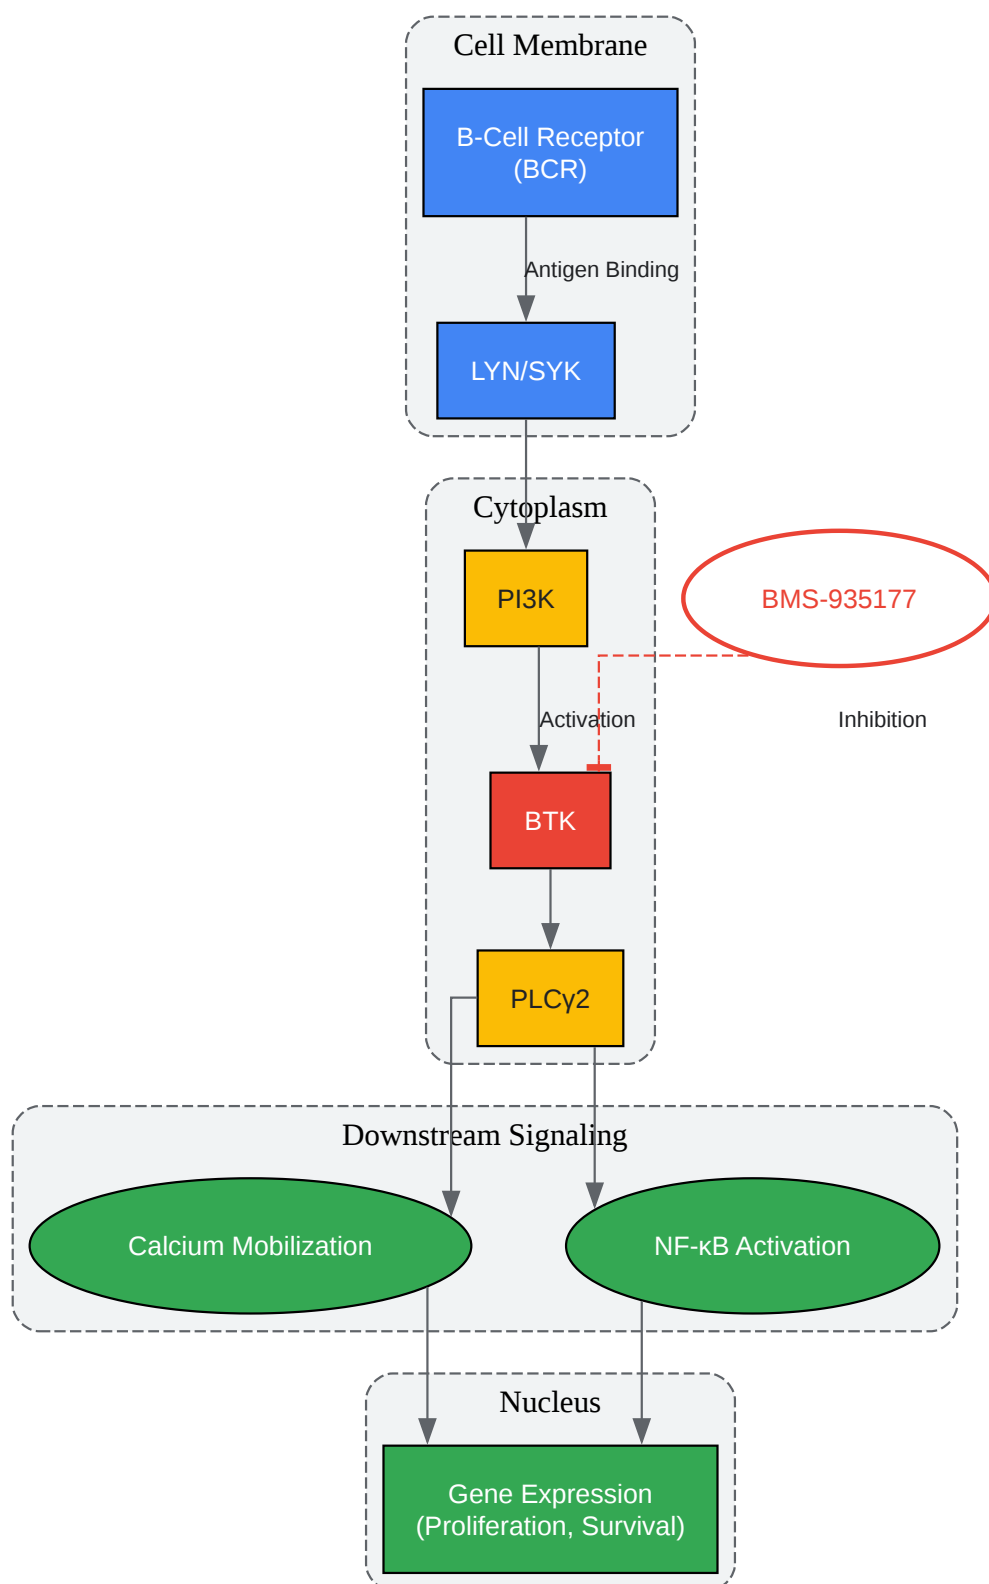 Cell Membrane
B-Cell Receptor
(BCR)
Antigen Binding
LYN/SYK
Cytoplasm
PI3K
BMS-935177
Activation
Inhibition
BTK
PLCγ2
Downstream Signaling
Calcium Mobilization
NF-κB Activation
Nucleus
Gene Expression
(Proliferation, Survival)